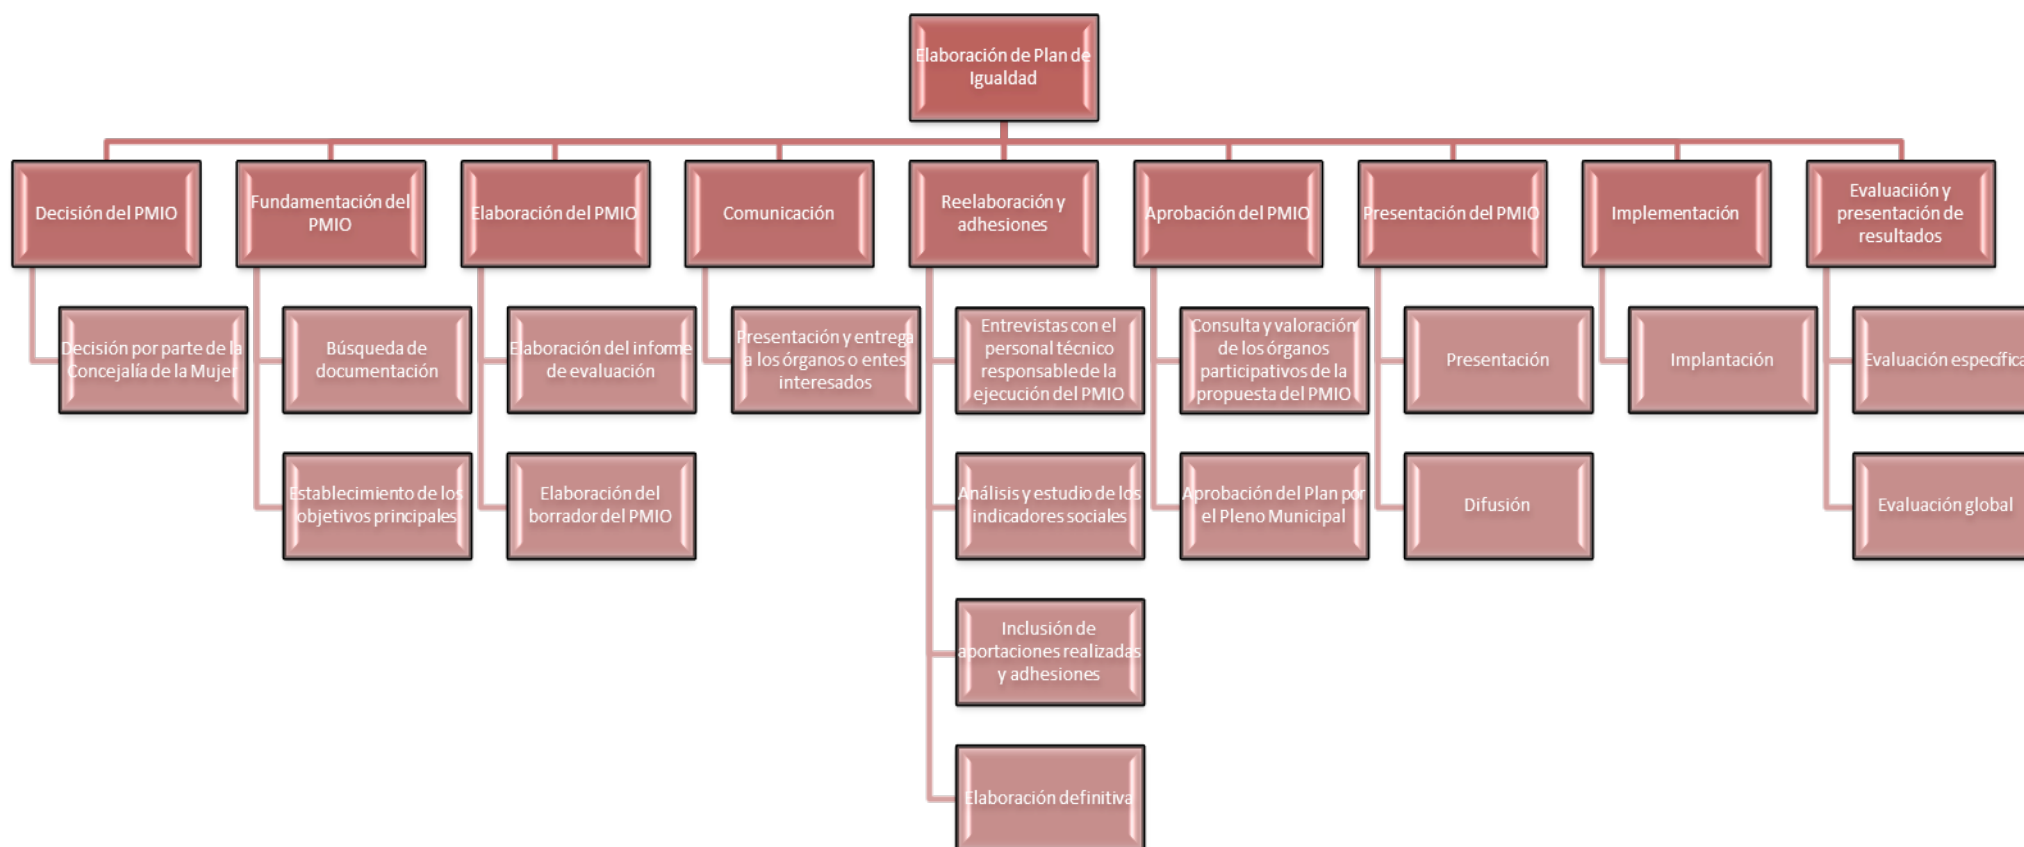 Elaboración de Plan de
Igualdad
Decisión del PMIO
Fundamentación del
PMIO
Elaboración del PMIO
Comunicación
Reelaboración y
adhesiones
Aprobación del PMIO
Presentación del PMIO
Implementación
Evaluaciión y
presentación de
resultados
Decisión por parte de la
Concejalía de la Mujer
Búsqueda de
documentación
Establecimiento de los
objetivos principales
Elaboración del informe
de evaluación
Elaboración del
borrador del PMIO
Presentación y entrega
a los órganos o entes
interesados
Entrevistas con el
personal técnico
responsable de la
ejecución del PMIO
Análisis y estudio de los
indicadores sociales
Inclusión de
aportaciones realizadas
y adhesiones
Elaboración definitiva
Consulta y valoración
de los órganos
participativos de la
propuesta del PMIO
Aprobación del Plan por
el Pleno Municipal
Presentación
Difusión
Implantación
Evaluación específica
Evaluación global